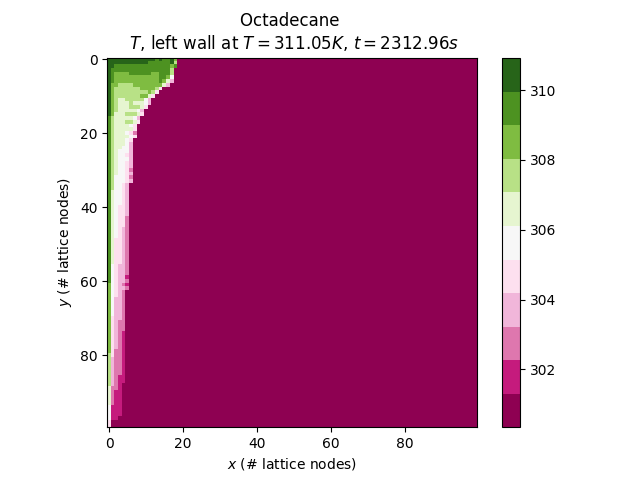 Octadecane
T, left wall at T = 311.05K, t = 2312.96s
0
20
40
60
80
y (# lattice nodes)
0 20 40 60 80
x (# lattice nodes)
310
308
306
304
302